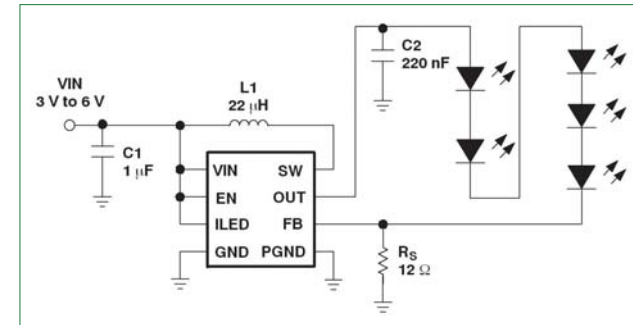 VIN
3 V to 6 V
C1
1 μF
L1
22 μH
C2
220 nF
VIN SW
EN OUT
ILED FB
GND PGND
RS
12 Ω